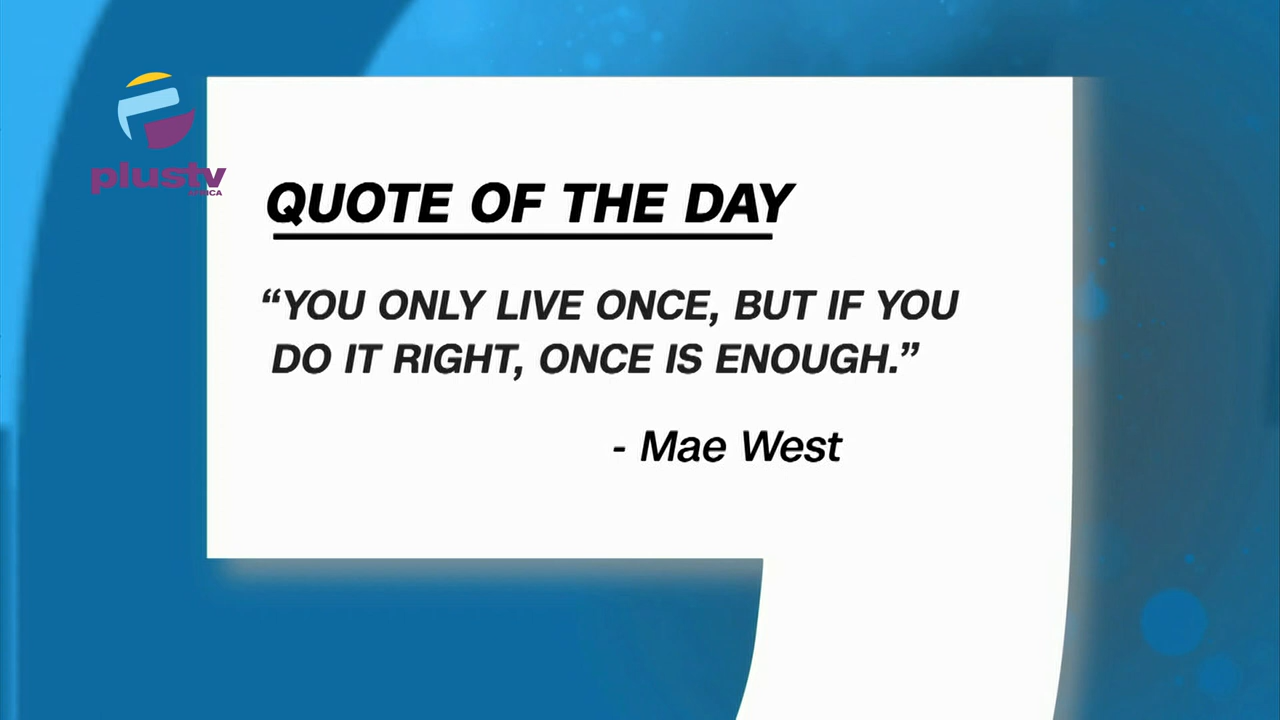 plustv
AFRICA
QUOTE OF THE DAY
“YOU ONLY LIVE ONCE, BUT IF YOU
DO IT RIGHT, ONCE IS ENOUGH.”
- Mae West